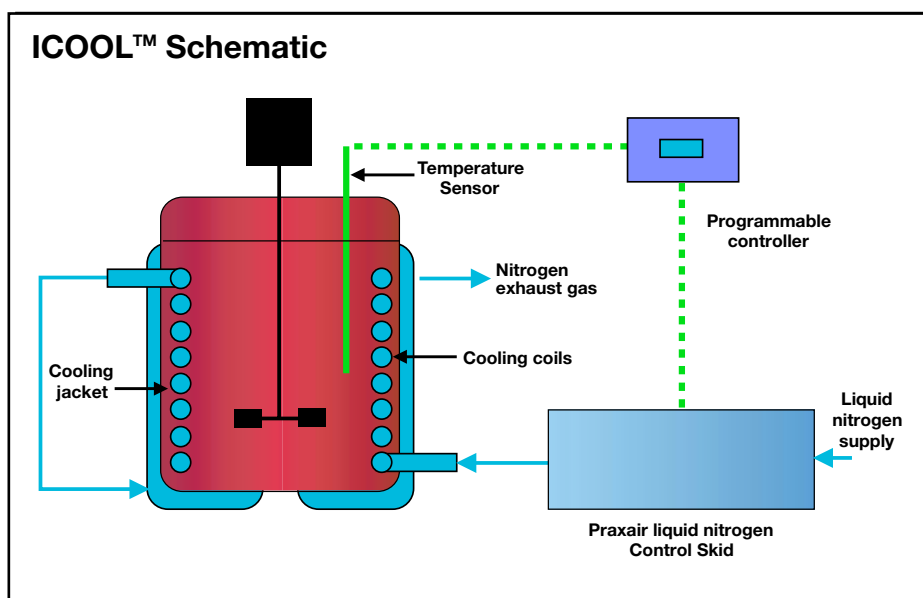 ICOOL™ Schematic
Temperature
Sensor
Programmable
controller
Nitrogen
exhaust gas
Cooling
jacket
Cooling coils
Liquid
nitrogen
supply
Praxair liquid nitrogen
Control Skid